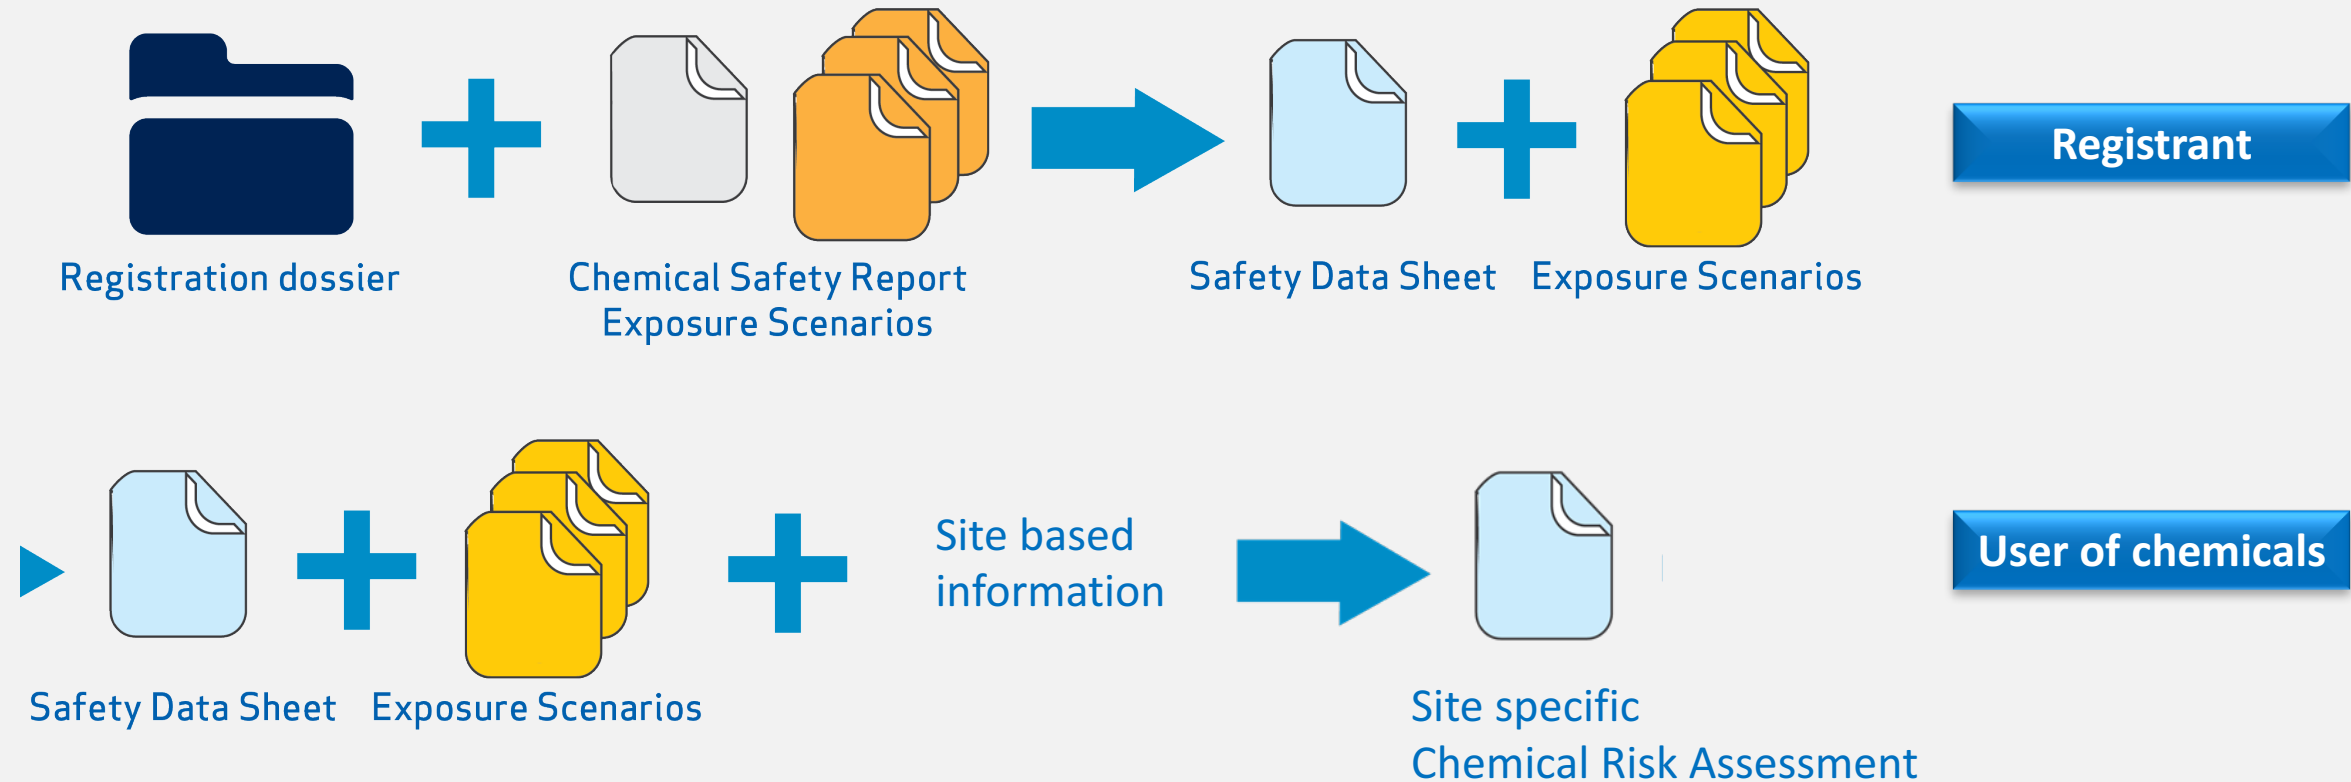 Registration dossier
Chemical Safety Report
Exposure Scenarios
Safety Data Sheet
Exposure Scenarios
Registrant
Safety Data Sheet
Exposure Scenarios
Site based
information
Site specific
Chemical Risk Assessment
User of chemicals